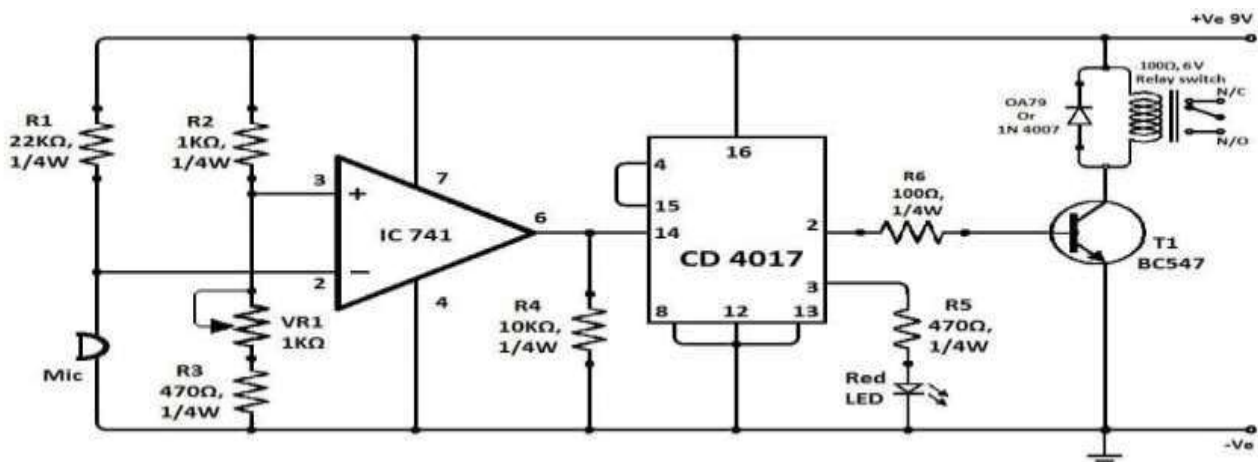 +Ve 9V
R1
22KΩ,
1/4W
R2
1KΩ,
1/4W
3
+
2
−
7
4
IC 741
6
VR1
1KΩ
R3
470Ω,
1/4W
Mic
R4
10KΩ,
1/4W
16
4
15
14
CD 4017
2
3
8
12
13
R6
100Ω,
1/4W
R5
470Ω,
1/4W
Red
LED
OA79
Or
1N 4007
100Ω, 6V
Relay switch
N/C
N/O
T1
BC547
-Ve